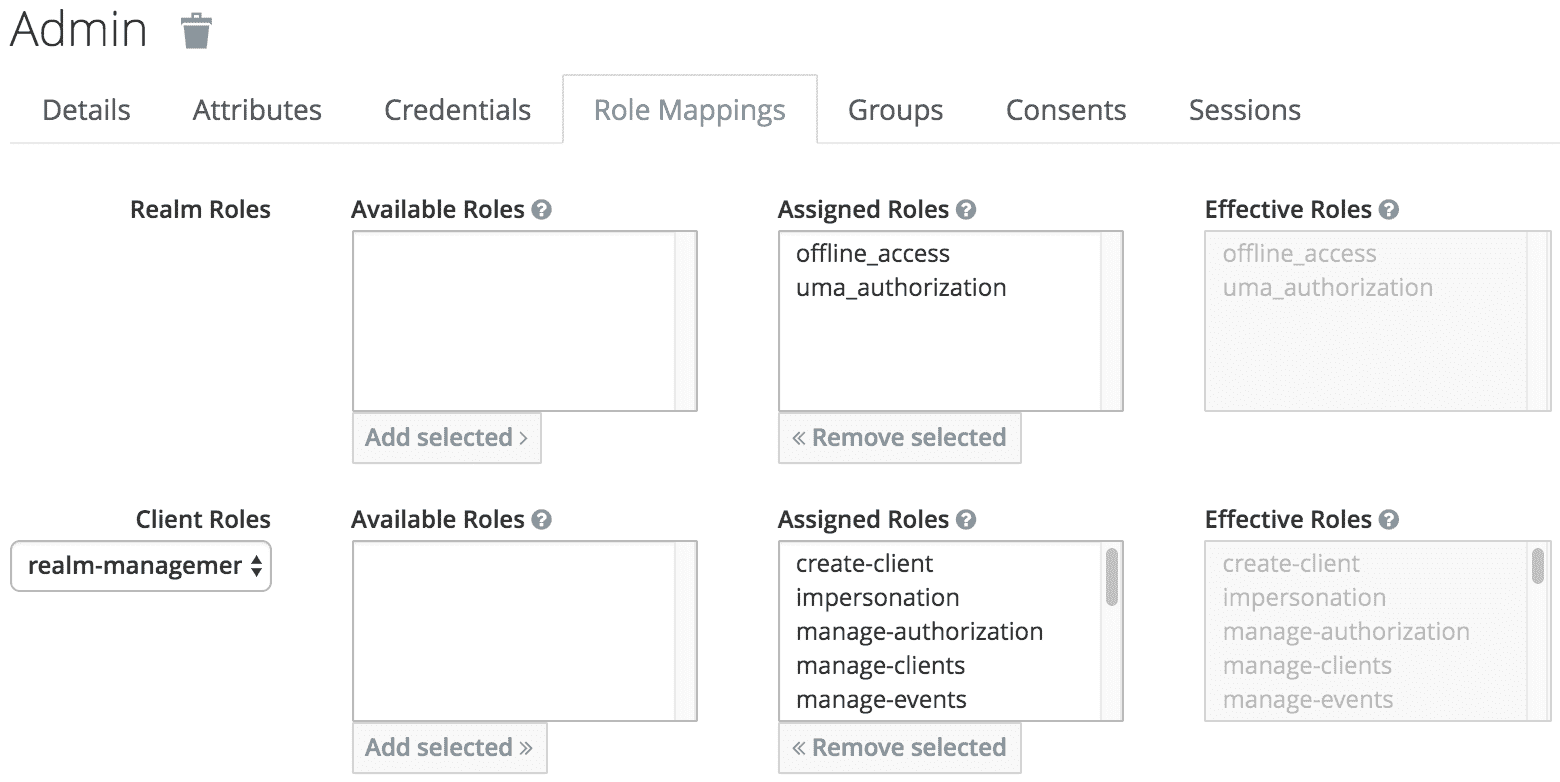 Admin
Details Attributes Credentials Role Mappings Groups Consents Sessions
Realm Roles Available Roles Assigned Roles Effective Roles
offline_access offline_access
uma_authorization uma_authorization
Add selected › « Remove selected
Client Roles Available Roles Assigned Roles Effective Roles
realm-managemer create-client create-client
impersonation impersonation
manage-authorization manage-authorization
manage-clients manage-clients
manage-events manage-events
Add selected » « Remove selected